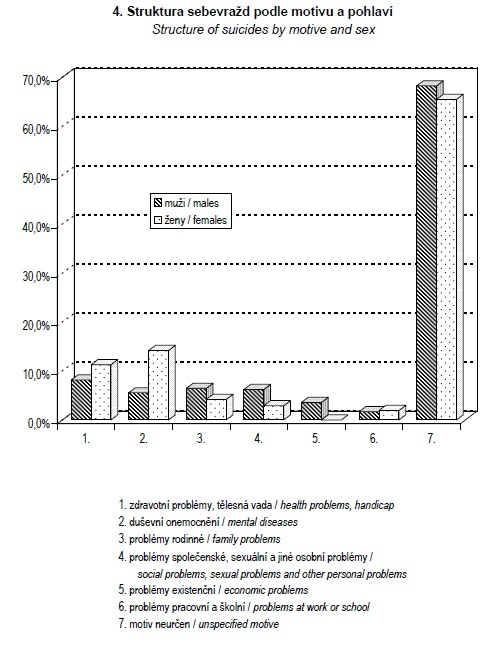 4. Struktura sebevražd podle motivu a pohlaví
Structure of suicides by motive and sex
70,0%
60,0%
50,0%
40,0%
30,0%
20,0%
10,0%
0,0%
muži / males
ženy / females
1.
2.
3.
4.
5.
6.
7.
1. zdravotní problémy, tělesná vada / health problems, handicap
2. duševní onemocnění / mental diseases
3. problémy rodinné / family problems
4. problémy společenské, sexuální a jiné osobní problémy /
social problems, sexual problems and other personal problems
5. problémy existenční / economic problems
6. problémy pracovní a školní / problems at work or school
7. motiv neurčen / unspecified motive